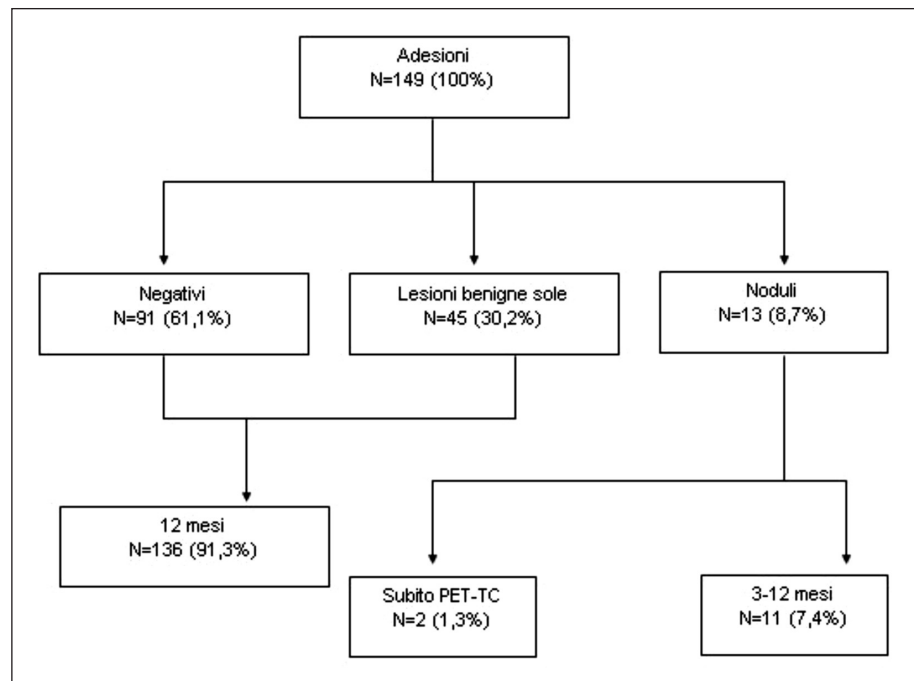 Adesioni
N=149 (100%)
Negativi
N=91 (61,1%)
Lesioni benigne sole
N=45 (30,2%)
Noduli
N=13 (8,7%)
12 mesi
N=136 (91,3%)
Subito PET-TC
N=2 (1,3%)
3-12 mesi
N=11 (7,4%)